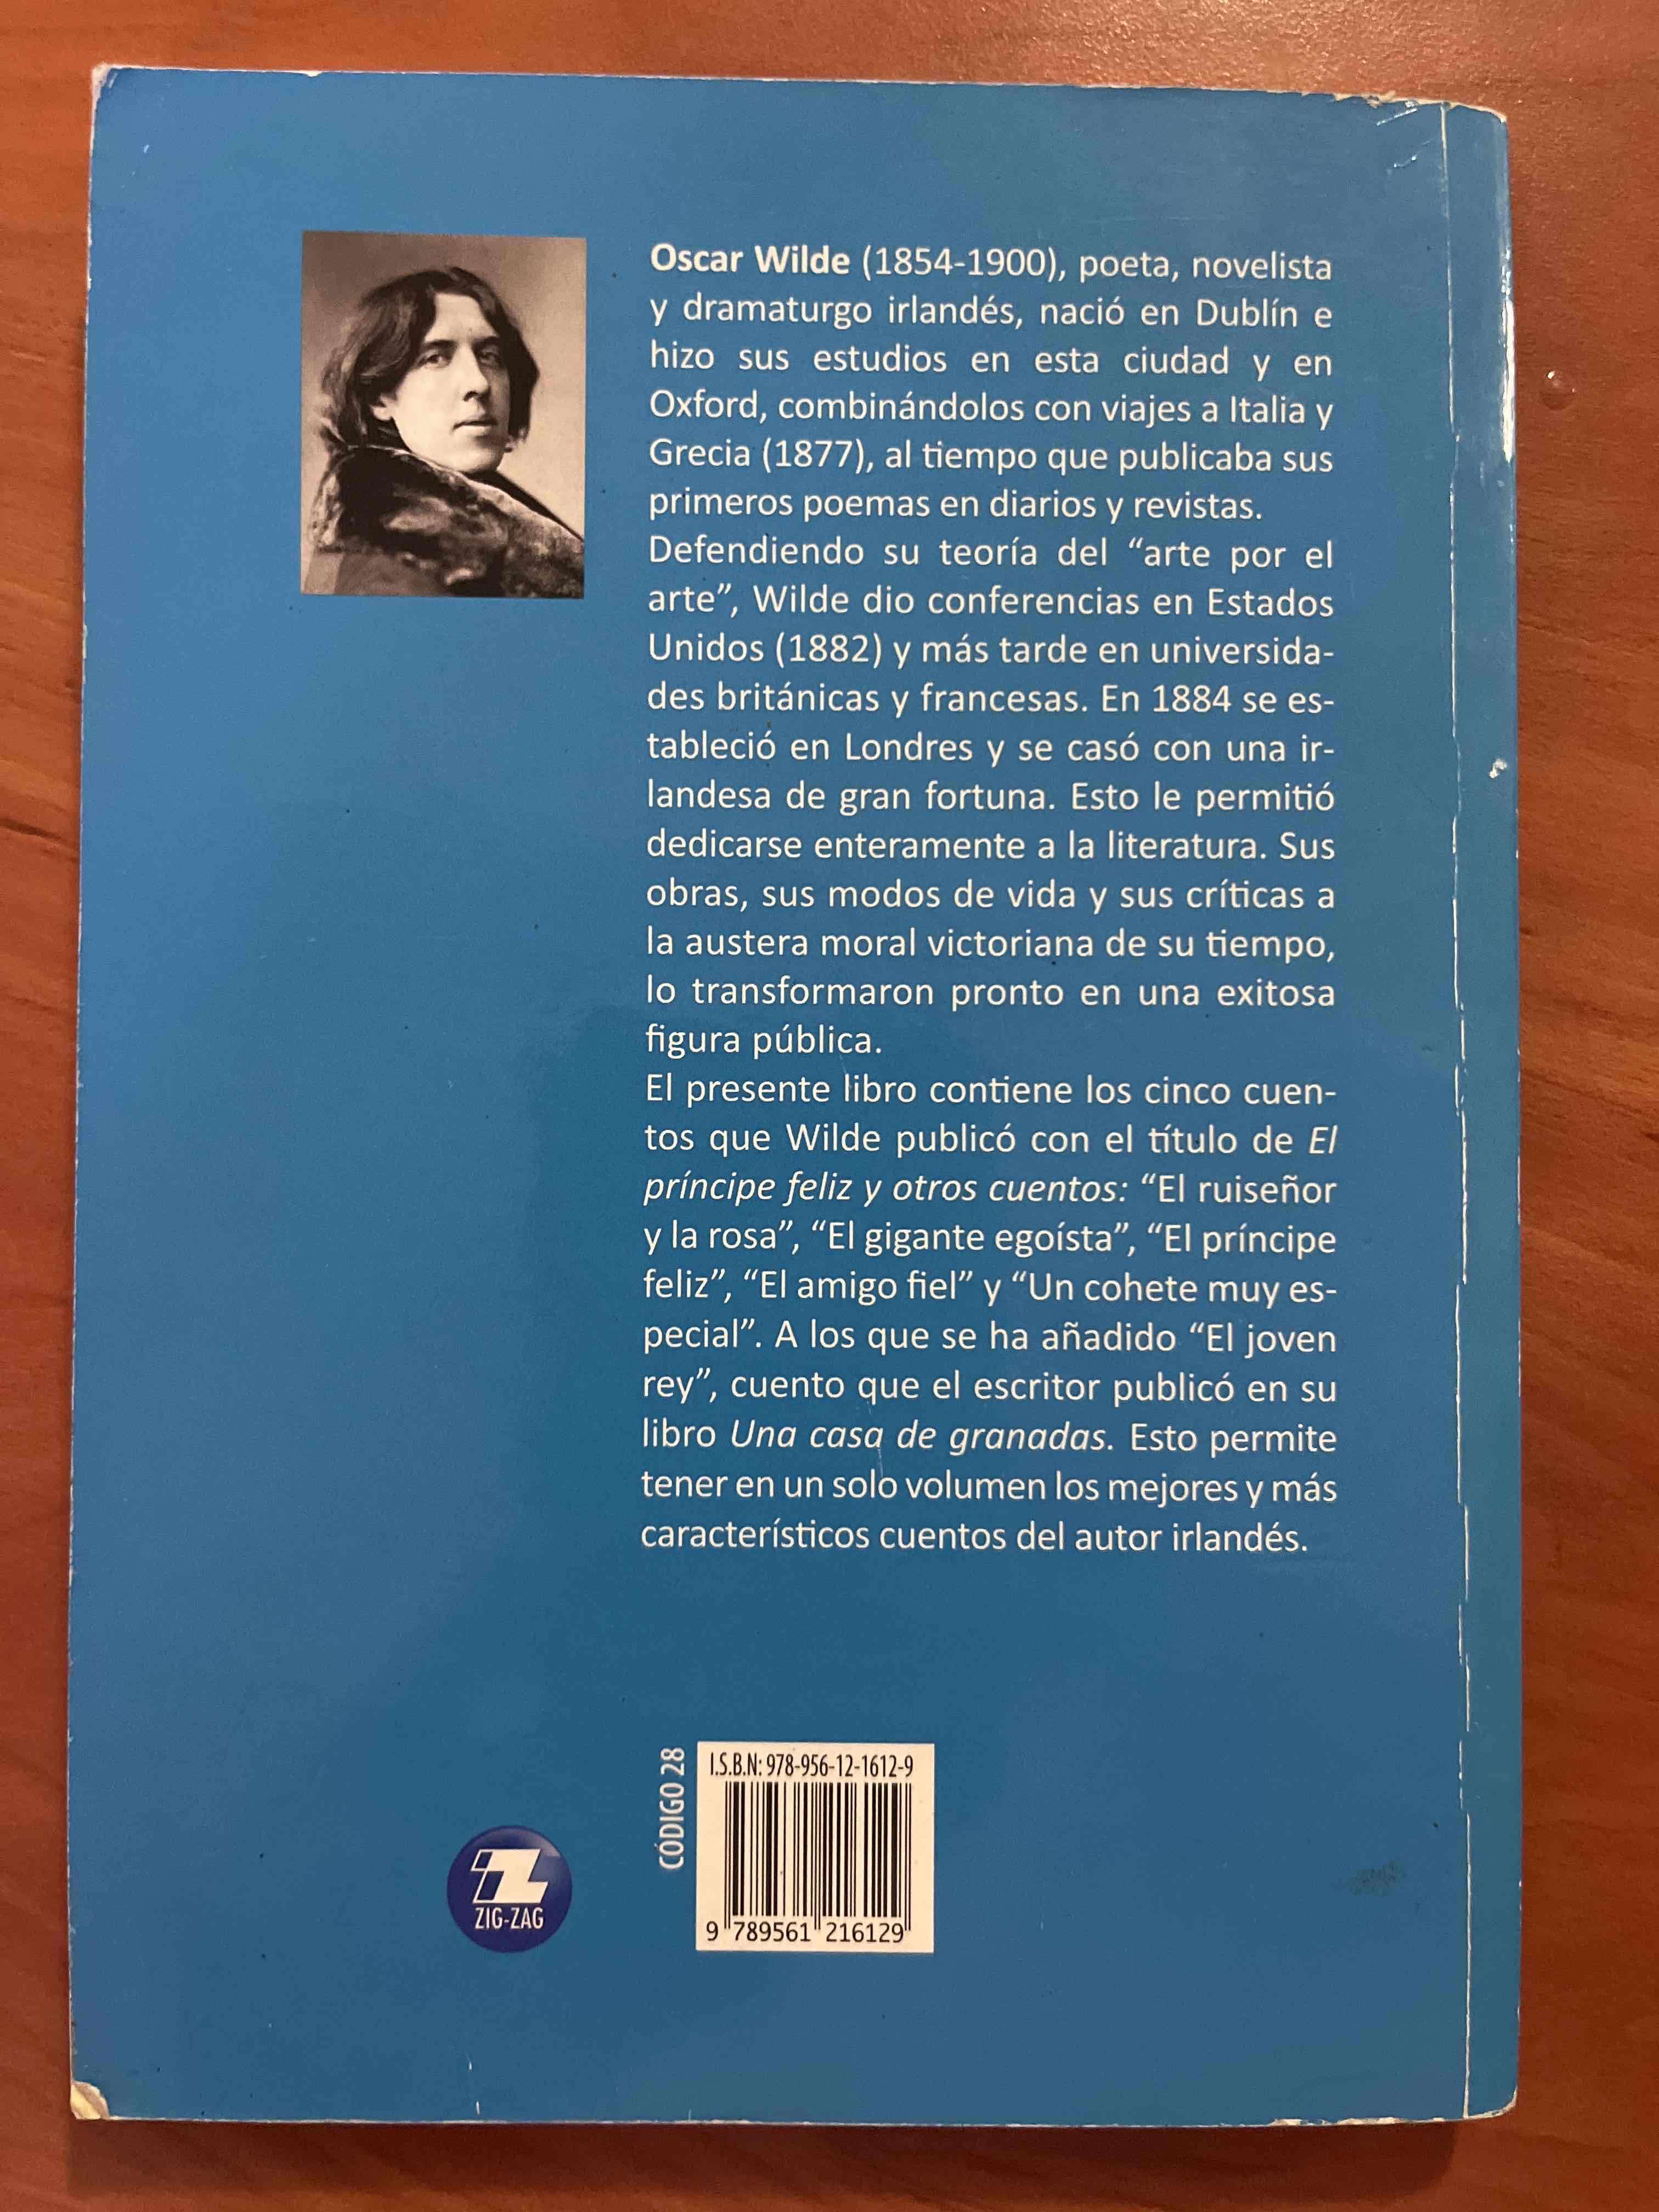 Oscar Wilde (1854-1900), poeta, novelista
y dramaturgo irlandés, nació en Dublín e
hizo sus estudios en esta ciudad y en
Oxford, combinándolos con viajes a Italia y
Grecia (1877), al tiempo que publicaba sus
primeros poemas en diarios y revistas.
Defendiendo su teoría del “arte por el
arte”, Wilde dio conferencias en Estados
Unidos (1882) y más tarde en universida-
des británicas y francesas. En 1884 se es-
tableció en Londres y se casó con una ir-
landesa de gran fortuna. Esto le permitió
dedicarse enteramente a la literatura. Sus
obras, sus modos de vida y sus críticas a
la austera moral victoriana de su tiempo,
lo transformaron pronto en una exitosa
figura pública.
El presente libro contiene los cinco cuen-
tos que Wilde publicó con el título de El
príncipe feliz y otros cuentos: “El ruiseñor
y la rosa”, “El gigante egoísta”, “El príncipe
feliz”, “El amigo fiel” y “Un cohete muy es-
pecial”. A los que se ha añadido “El joven
rey”, cuento que el escritor publicó en su
libro Una casa de granadas. Esto permite
tener en un solo volumen los mejores y más
característicos cuentos del autor irlandés.
CÓDIGO 28
I.S.B.N: 978-956-12-1612-9
9 789561 216129
ZIG-ZAG